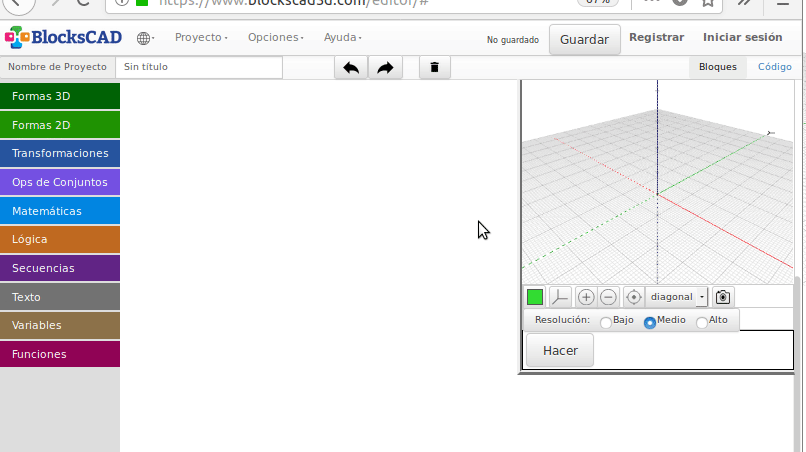 https://www.blockscad3d.com/editor/#
67%
BlocksCAD
Proyecto
Opciones
Ayuda
No guardado
Guardar
Registrar
Iniciar sesión
Nombre de Proyecto
Sin título
Bloques
Código
Formas 3D
Formas 2D
Transformaciones
Ops de Conjuntos
Matemáticas
Lógica
Secuencias
Texto
Variables
Funciones
diagonal
Resolución:
Bajo
Medio
Alto
Hacer